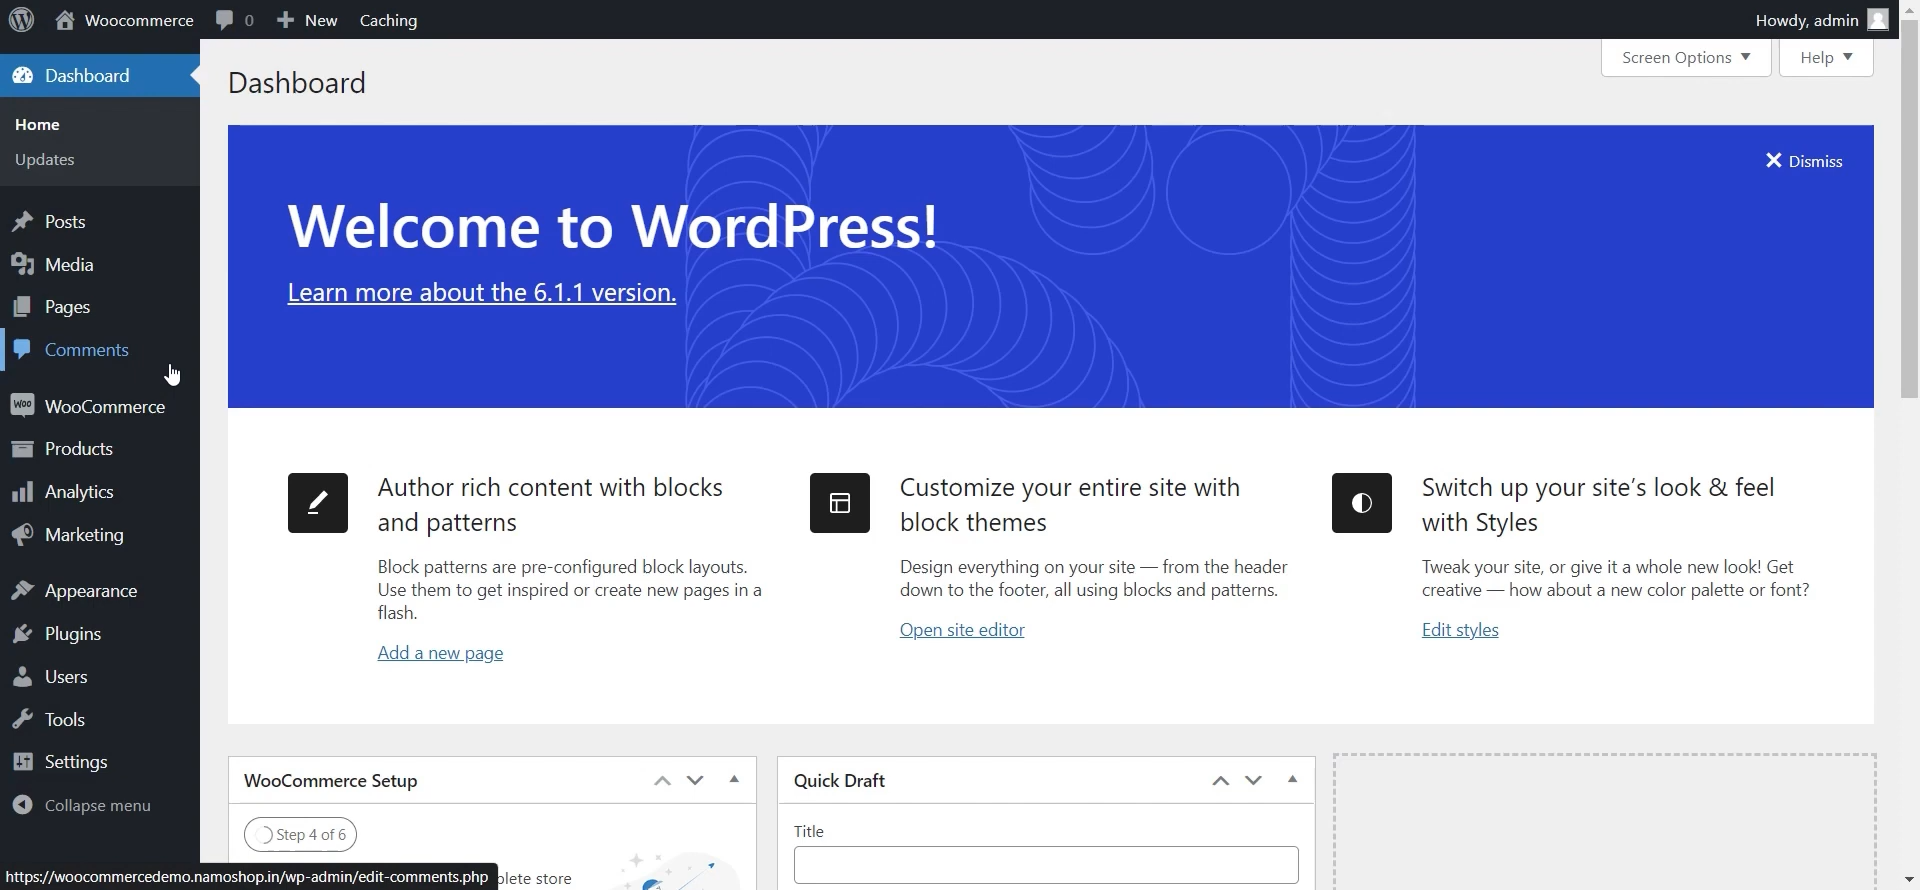 Woocommerce 0 New Caching Howdy, admin
Screen Options Help
Dashboard
Home
Updates
Posts
Media
Pages
Comments
Woo WooCommerce
Products
Analytics
Marketing
Appearance
Plugins
Users
Tools
Settings
Collapse menu
Dashboard
Dismiss
Welcome to WordPress!
Learn more about the 6.1.1 version.
Author rich content with blocks
and patterns
Block patterns are pre-configured block layouts.
Use them to get inspired or create new pages in a
flash.
Add a new page
Customize your entire site with
block themes
Design everything on your site — from the header
down to the footer, all using blocks and patterns.
Open site editor
Switch up your site's look & feel
with Styles
Tweak your site, or give it a whole new look! Get
creative — how about a new color palette or font?
Edit styles
WooCommerce Setup
Step 4 of 6
plete store
Quick Draft
Title
https://woocommercedemo.namoshop.in/wp-admin/edit-comments.php